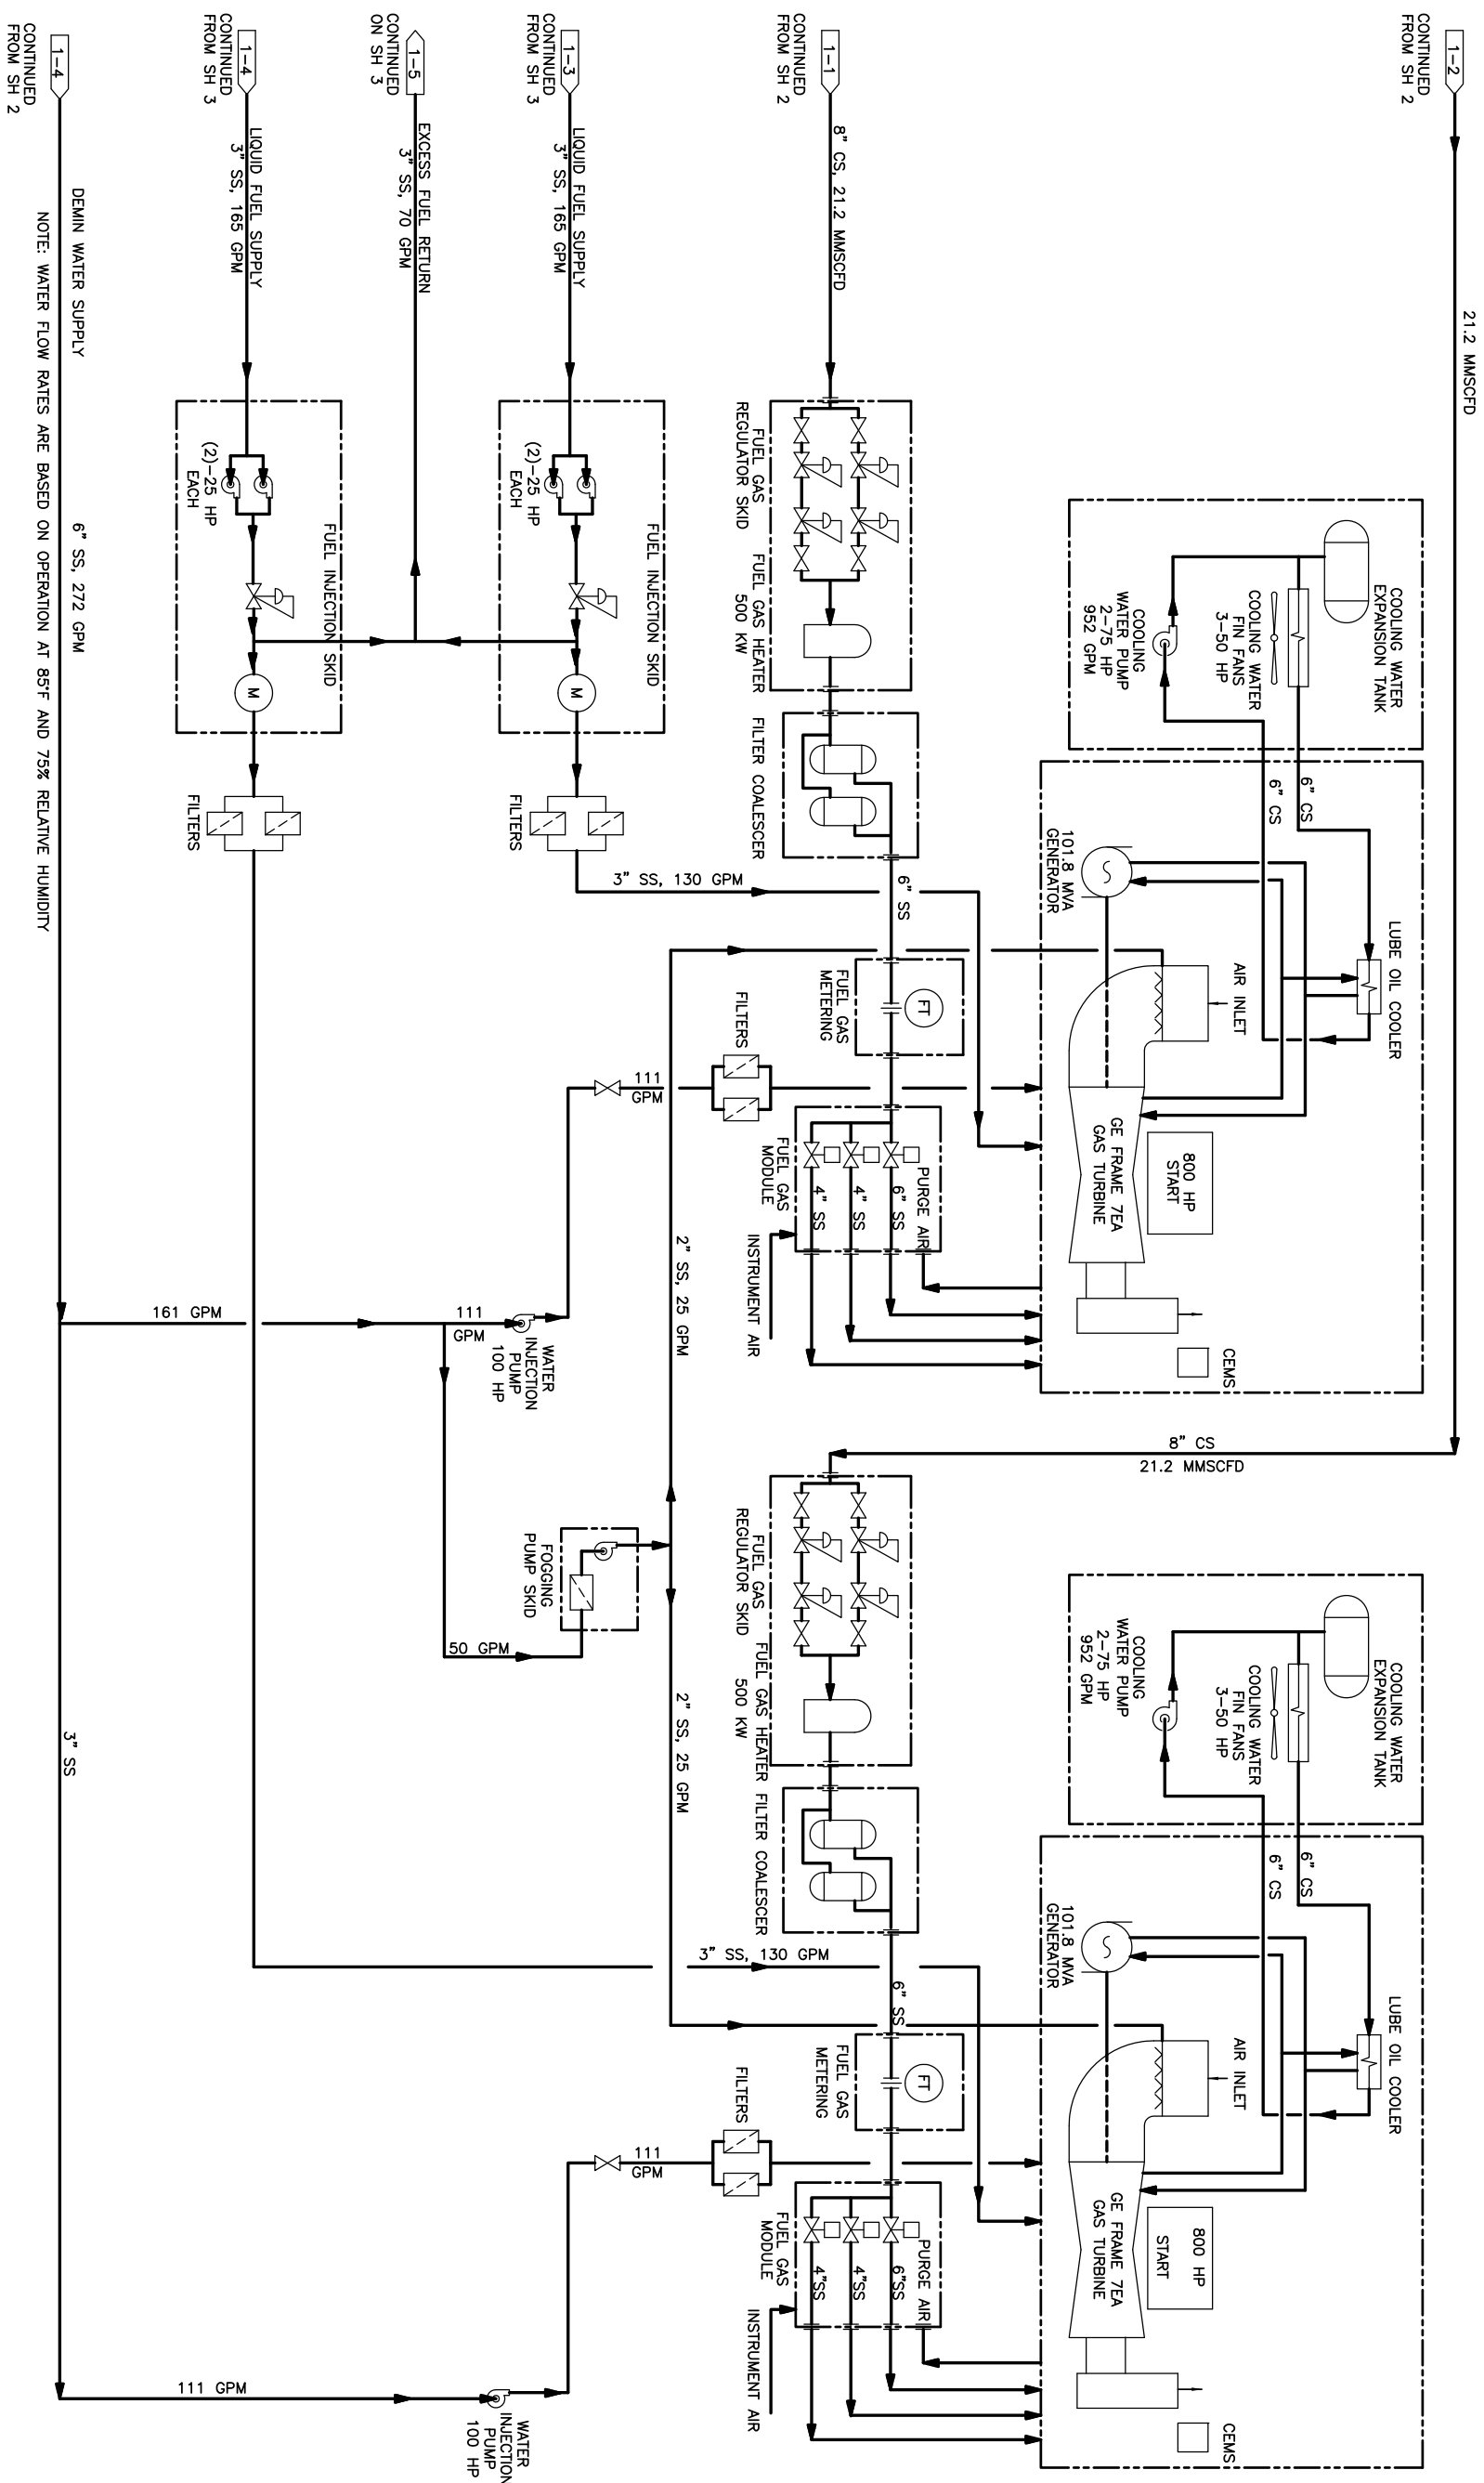 1-2
CONTINUED
FROM SH 2
21.2 MMSCFD
8" CS
21.2 MMSCFD
COOLING WATER
EXPANSION TANK
COOLING WATER
FIN FANS
3-50 HP
COOLING
WATER PUMP
2-75 HP
952 GPM
6" CS
6" CS
LUBE OIL COOLER
101.8 MVA
GENERATOR
AIR INLET
GE FRAME 7EA
GAS TURBINE
800 HP
START
CEMS
COOLING WATER
EXPANSION TANK
COOLING WATER
FIN FANS
3-50 HP
COOLING
WATER PUMP
2-75 HP
952 GPM
6" CS
6" CS
LUBE OIL COOLER
101.8 MVA
GENERATOR
AIR INLET
GE FRAME 7EA
GAS TURBINE
800 HP
START
CEMS
1-1
CONTINUED
FROM SH 2
8" CS, 21.2 MMSCFD
FUEL GAS
REGULATOR SKID
FUEL GAS HEATER
500 KW
FILTER COALESCER
6" SS
FT
FUEL GAS
METERING
PURGE AIR
6" SS
4" SS
4" SS
FUEL GAS
MODULE
INSTRUMENT AIR
FUEL GAS
REGULATOR SKID
FUEL GAS HEATER
500 KW
FILTER COALESCER
6" SS
FT
FUEL GAS
METERING
PURGE AIR
6"SS
4"SS
4"SS
FUEL GAS
MODULE
INSTRUMENT AIR
3" SS, 130 GPM
FILTERS
111
GPM
2" SS, 25 GPM
2" SS, 25 GPM
3" SS, 130 GPM
FILTERS
111
GPM
1-3
CONTINUED
FROM SH 3
LIQUID FUEL SUPPLY
3" SS, 165 GPM
FUEL INJECTION SKID
(2)-25 HP
EACH
M
FILTERS
1-5
CONTINUED
ON SH 3
EXCESS FUEL RETURN
3" SS, 70 GPM
1-4
CONTINUED
FROM SH 3
LIQUID FUEL SUPPLY
3" SS, 165 GPM
FUEL INJECTION SKID
(2)-25 HP
EACH
M
FILTERS
WATER
INJECTION
PUMP
100 HP
111
GPM
161 GPM
FOGGING
PUMP SKID
50 GPM
WATER
INJECTION
PUMP
100 HP
111 GPM
1-4
CONTINUED
FROM SH 2
DEMIN WATER SUPPLY
6" SS, 272 GPM
3" SS
NOTE: WATER FLOW RATES ARE BASED ON OPERATION AT 85°F AND 75% RELATIVE HUMIDITY